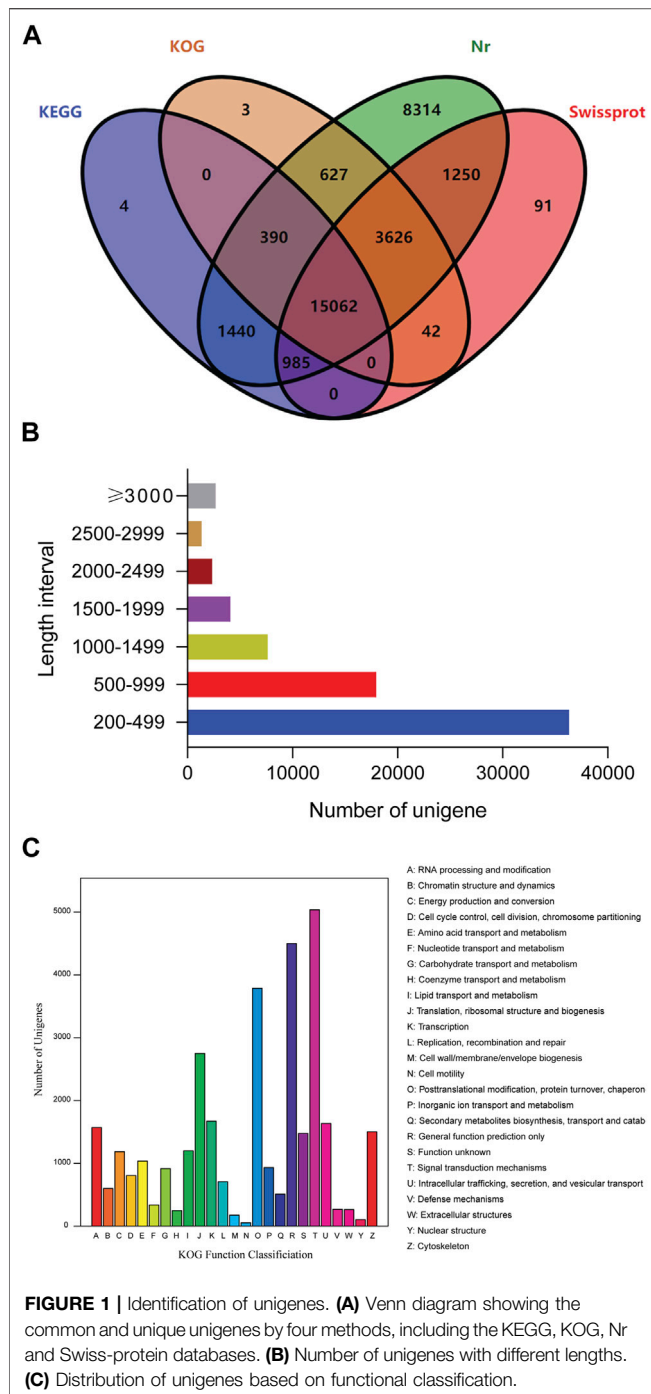 A
KOG
Nr
KEGG
Swissprot
3
8314
0
627
1250
4
91
390
3626
15062
1440
42
985
0
0
B
Length interval
≥3000
2500-2999
2000-2499
1500-1999
1000-1499
500-999
200-499
0 10000 20000 30000 40000
Number of unigene
C
Number of Unigenes
5000
4000
3000
2000
1000
0
A B C D E F G H I J K L M N O P Q R S T U V W Y Z
KOG Function Classificiation
A: RNA processing and modification
B: Chromatin structure and dynamics
C: Energy production and conversion
D: Cell cycle control, cell division, chromosome partitioning
E: Amino acid transport and metabolism
F: Nucleotide transport and metabolism
G: Carbohydrate transport and metabolism
H: Coenzyme transport and metabolism
I: Lipid transport and metabolism
J: Translation, ribosomal structure and biogenesis
K: Transcription
L: Replication, recombination and repair
M: Cell wall/membrane/envelope biogenesis
N: Cell motility
O: Posttranslational modification, protein turnover, chaperon
P: Inorganic ion transport and metabolism
Q: Secondary metabolites biosynthesis, transport and catab
R: General function prediction only
S: Function unknown
T: Signal transduction mechanisms
U: Intracellular trafficking, secretion, and vesicular transport
V: Defense mechanisms
W: Extracellular structures
Y: Nuclear structure
Z: Cytoskeleton
FIGURE 1 | Identification of unigenes. (A) Venn diagram showing the
common and unique unigenes by four methods, including the KEGG, KOG, Nr
and Swiss-protein databases. (B) Number of unigenes with different lengths.
(C) Distribution of unigenes based on functional classification.